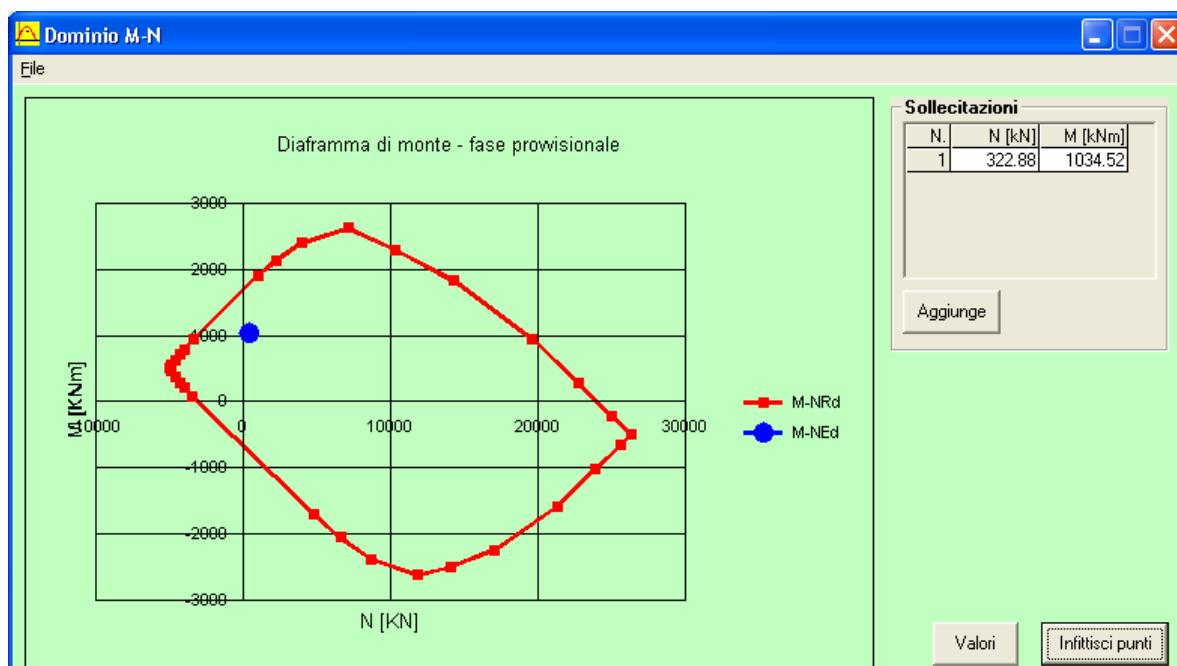 Dominio M-N
File
Diaframma di monte - fase provvisionale
3000
2000
1000
0
-1000
-2000
-3000
-10000
0
10000
20000
30000
M [KNm]
N [KN]
M-NRd
M-NEd
Sollecitazioni
N. N [kN] M [kNm]
1 322.88 1034.52
Aggiunge
Valori
Infittisci punti